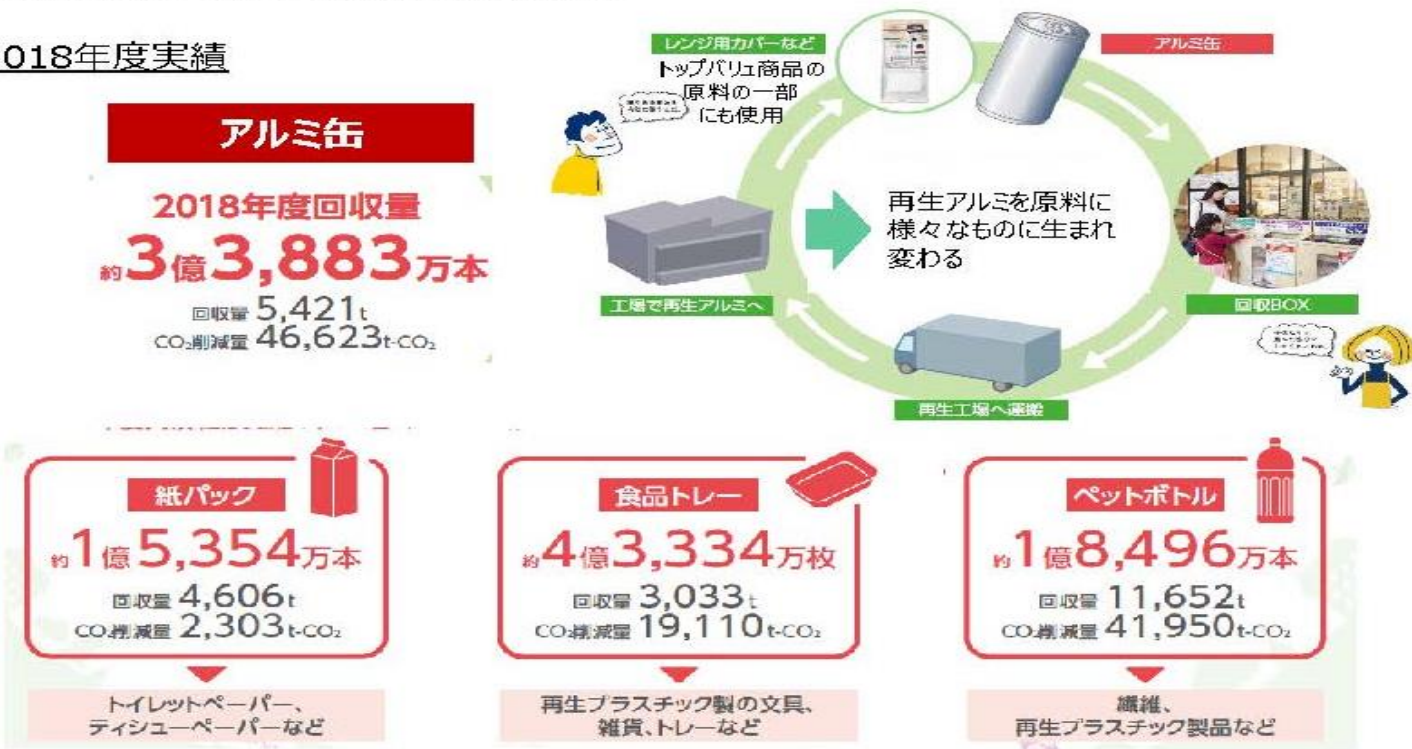 018年度実績
アルミ缶
2018年度回収量
約3億3,883万本
回収量 5,421t
CO₂削減量 46,623t-CO₂
レンジ用カバーなど
トップバリュ商品の
原料の一部
にも使用
アルミ缶
再生アルミを原料に
様々なものに生まれ
変わる
工場で再生アルミへ
回収BOX
再生工場へ運搬
紙パック
約1億5,354万本
回収量 4,606t
CO₂削減量 2,303t-CO₂
トイレットペーパー、
ティシューペーパーなど
食品トレー
約4億3,334万枚
回収量 3,033t
CO₂削減量 19,110t-CO₂
再生プラスチック製の文具、
雑貨、トレーなど
ペットボトル
約1億8,496万本
回収量 11,652t
CO₂削減量 41,950t-CO₂
繊維、
再生プラスチック製品など